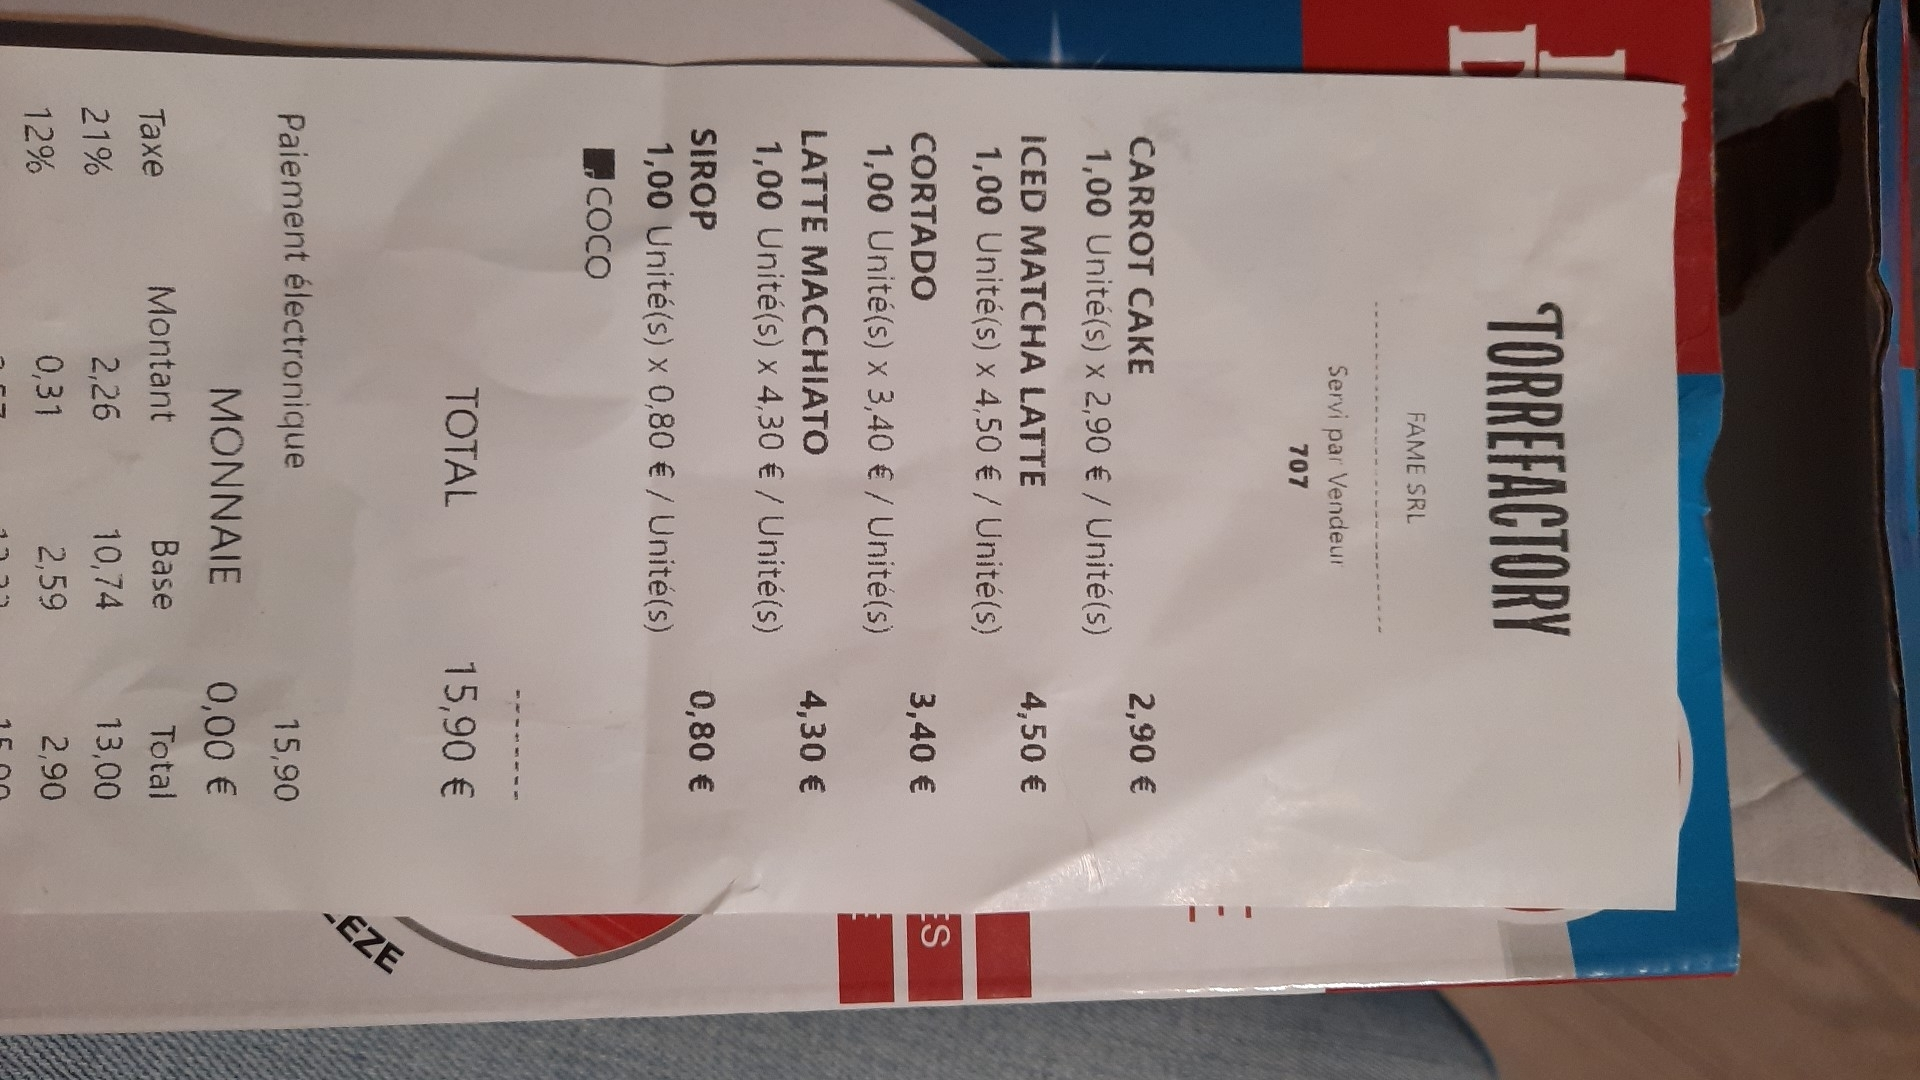 TORREFACTORY
FAME SRL
--------------------------------
Servi par Vendeur
707
CARROT CAKE 2,90 €
1,00 Unité(s) x 2,90 € / Unité(s)
ICED MATCHA LATTE 4,50 €
1,00 Unité(s) x 4,50 € / Unité(s)
CORTADO 3,40 €
1,00 Unité(s) x 3,40 € / Unité(s)
LATTE MACCHIATO 4,30 €
1,00 Unité(s) x 4,30 € / Unité(s)
SIROP 0,80 €
1,00 Unité(s) x 0,80 € / Unité(s)
COCO
--------
TOTAL 15,90 €
Paiement électronique 15,90
MONNAIE 0,00 €
Taxe Montant Base Total
21% 2,26 10,74 13,00
12% 0,31 2,59 2,90
EZE
ES